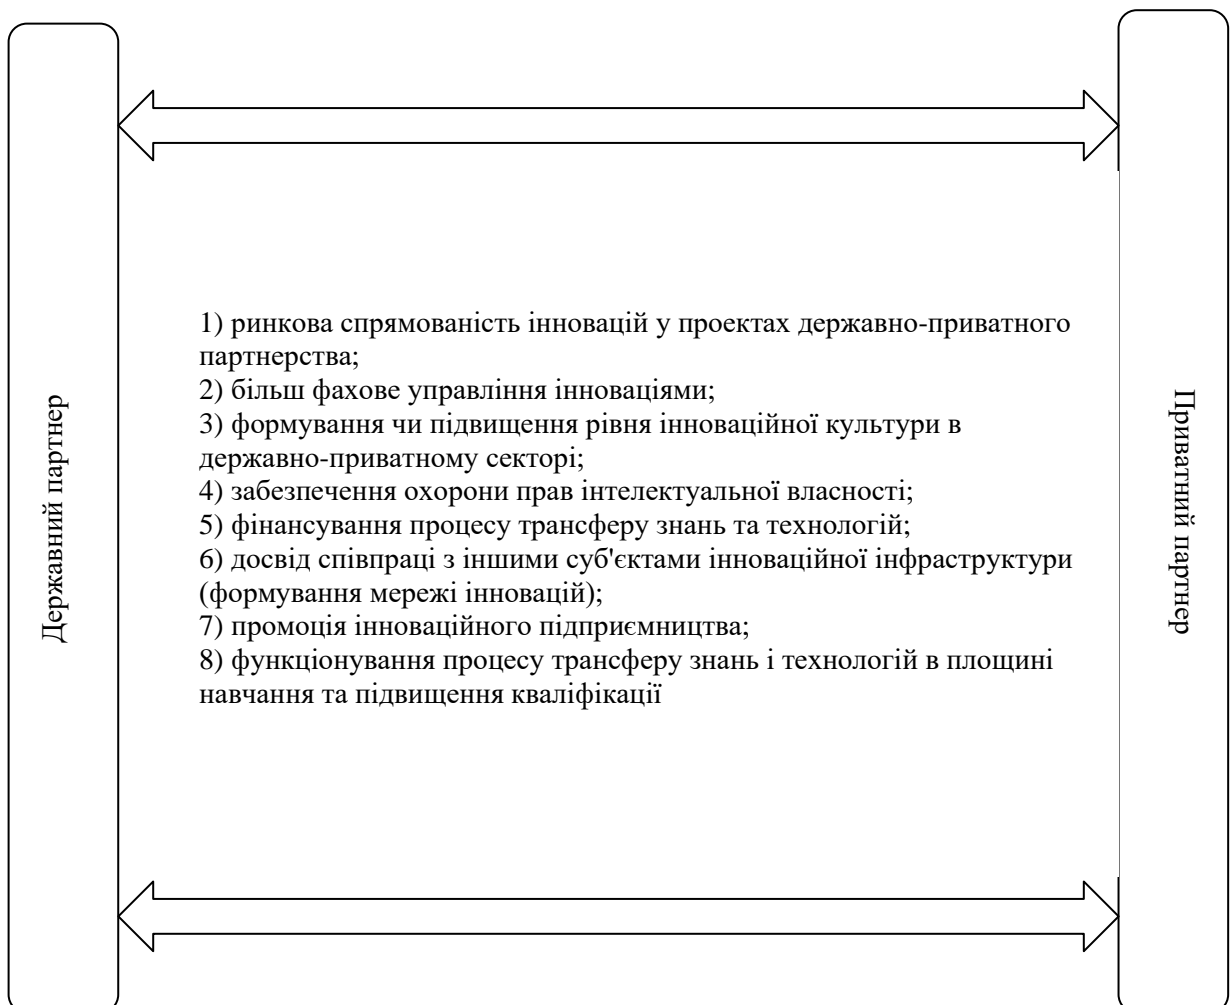 Державний партнер
1) ринкова спрямованість інновацій у проектах державно-приватного
партнерства;
2) більш фахове управління інноваціями;
3) формування чи підвищення рівня інноваційної культури в
державно-приватному секторі;
4) забезпечення охорони прав інтелектуальної власності;
5) фінансування процесу трансферу знань та технологій;
6) досвід співпраці з іншими суб'єктами інноваційної інфраструктури
(формування мережі інновацій);
7) промоція інноваційного підприємництва;
8) функціонування процесу трансферу знань і технологій в площині
навчання та підвищення кваліфікації
Приватний партнер